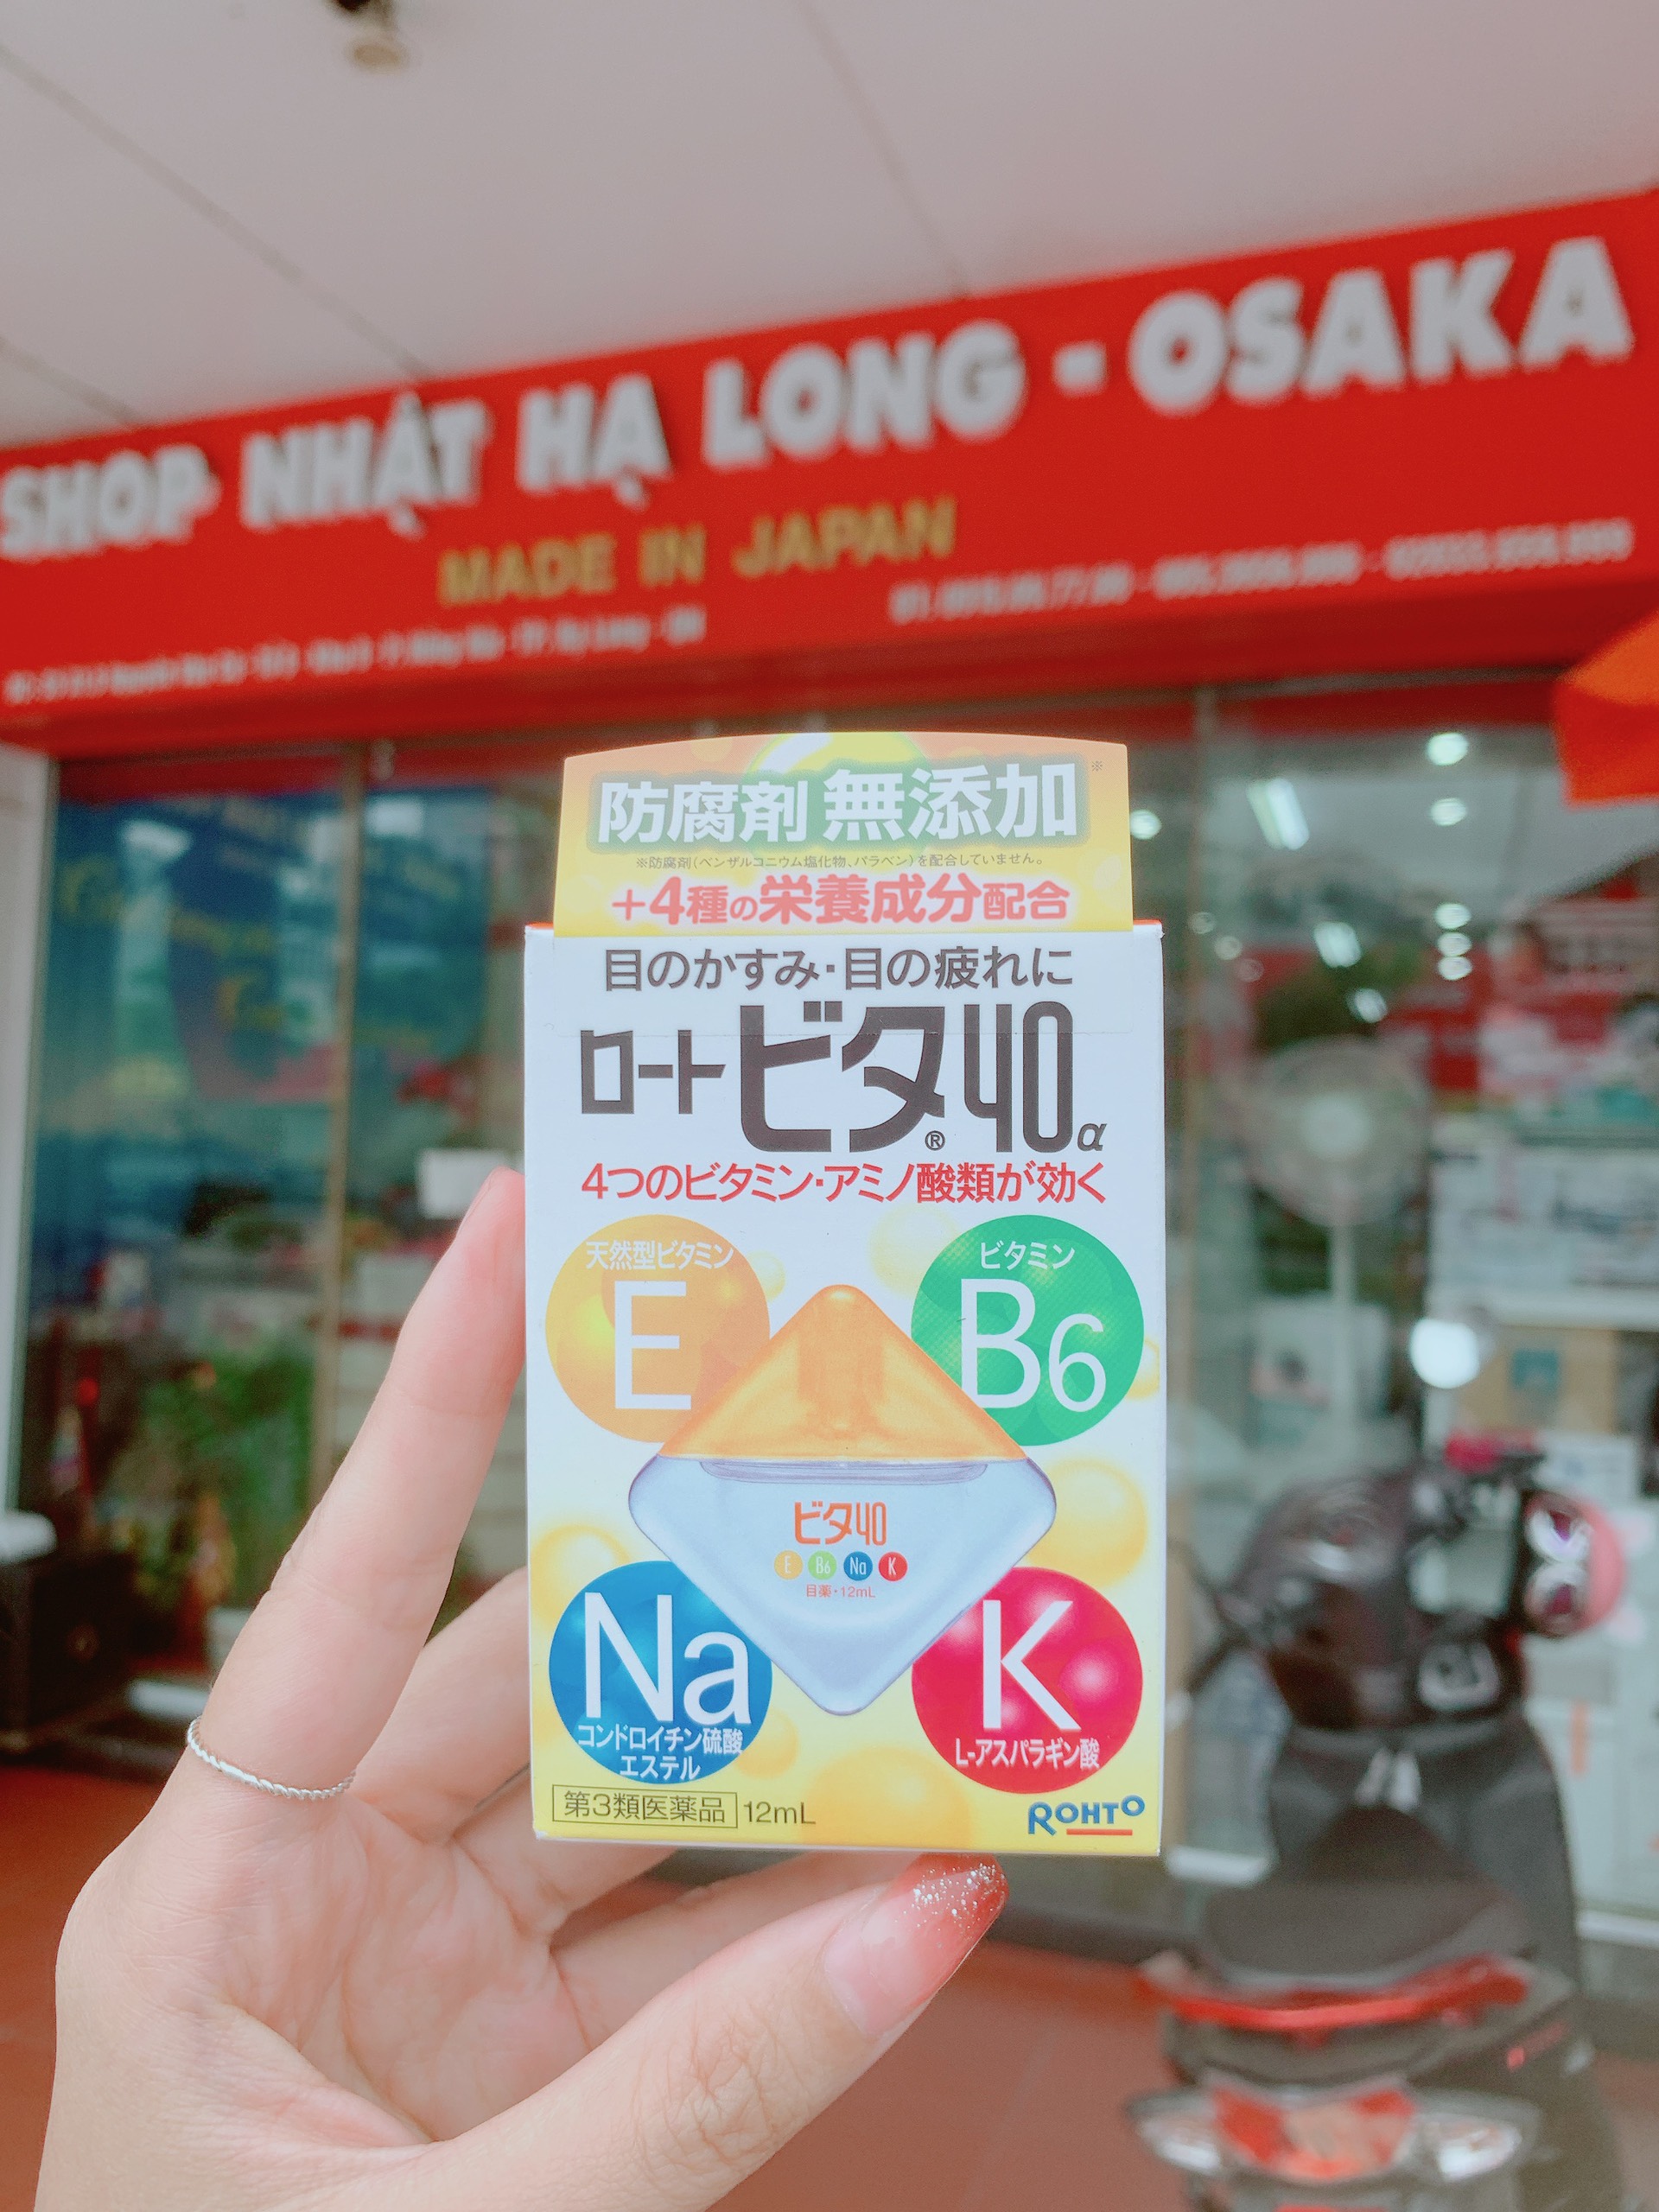 SHOP NHẬT HẠ LONG - OSAKA
MADE IN JAPAN
防腐剤 無添加※
※防腐剤(ベンザルコニウム塩化物、パラベン)を配合していません。
+4種の栄養成分配合
目のかすみ・目の疲れに
ロートビタ®40α
4つのビタミン・アミノ酸類が効く
天然型ビタミン
E
ビタミン
B6
ビタ40
E B6 Na K
目薬・12mL
Na
コンドロイチン硫酸
エステル
K
L-アスパラギン酸
第3類医薬品 12mL
ROHTO